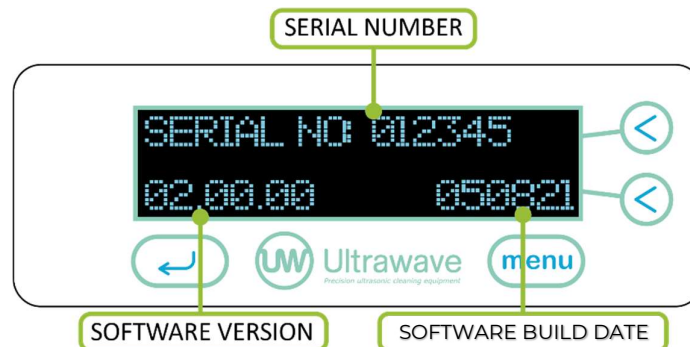 SERIAL NUMBER
SERIAL NO: 012345
02.00.00 050821
UW Ultrawave menu
Precision ultrasonic cleaning equipment
SOFTWARE VERSION SOFTWARE BUILD DATE